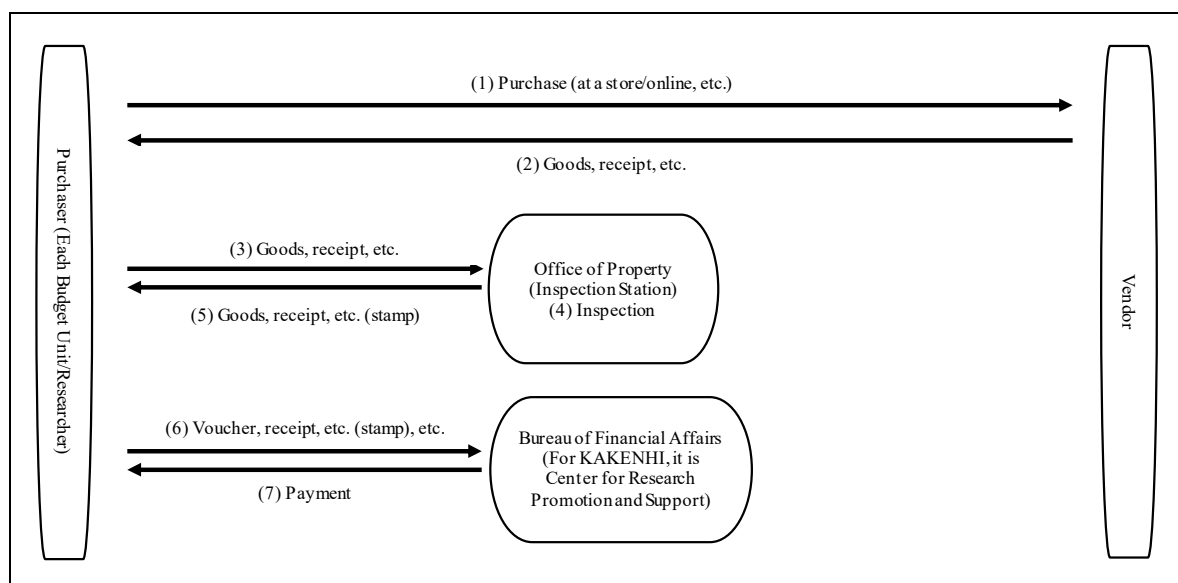 (1) Purchase (at a store/online, etc.)
(2) Goods, receipt, etc.
Purchaser (Each Budget Unit/Researcher)
Vendor
(3) Goods, receipt, etc.
Office of Property
(Inspection Station)
(4) Inspection
(5) Goods, receipt, etc. (stamp)
(6) Voucher, receipt, etc. (stamp), etc.
Bureau of Financial Affairs
(For KAKENHI, it is
Center for Research
Promotion and Support)
(7) Payment